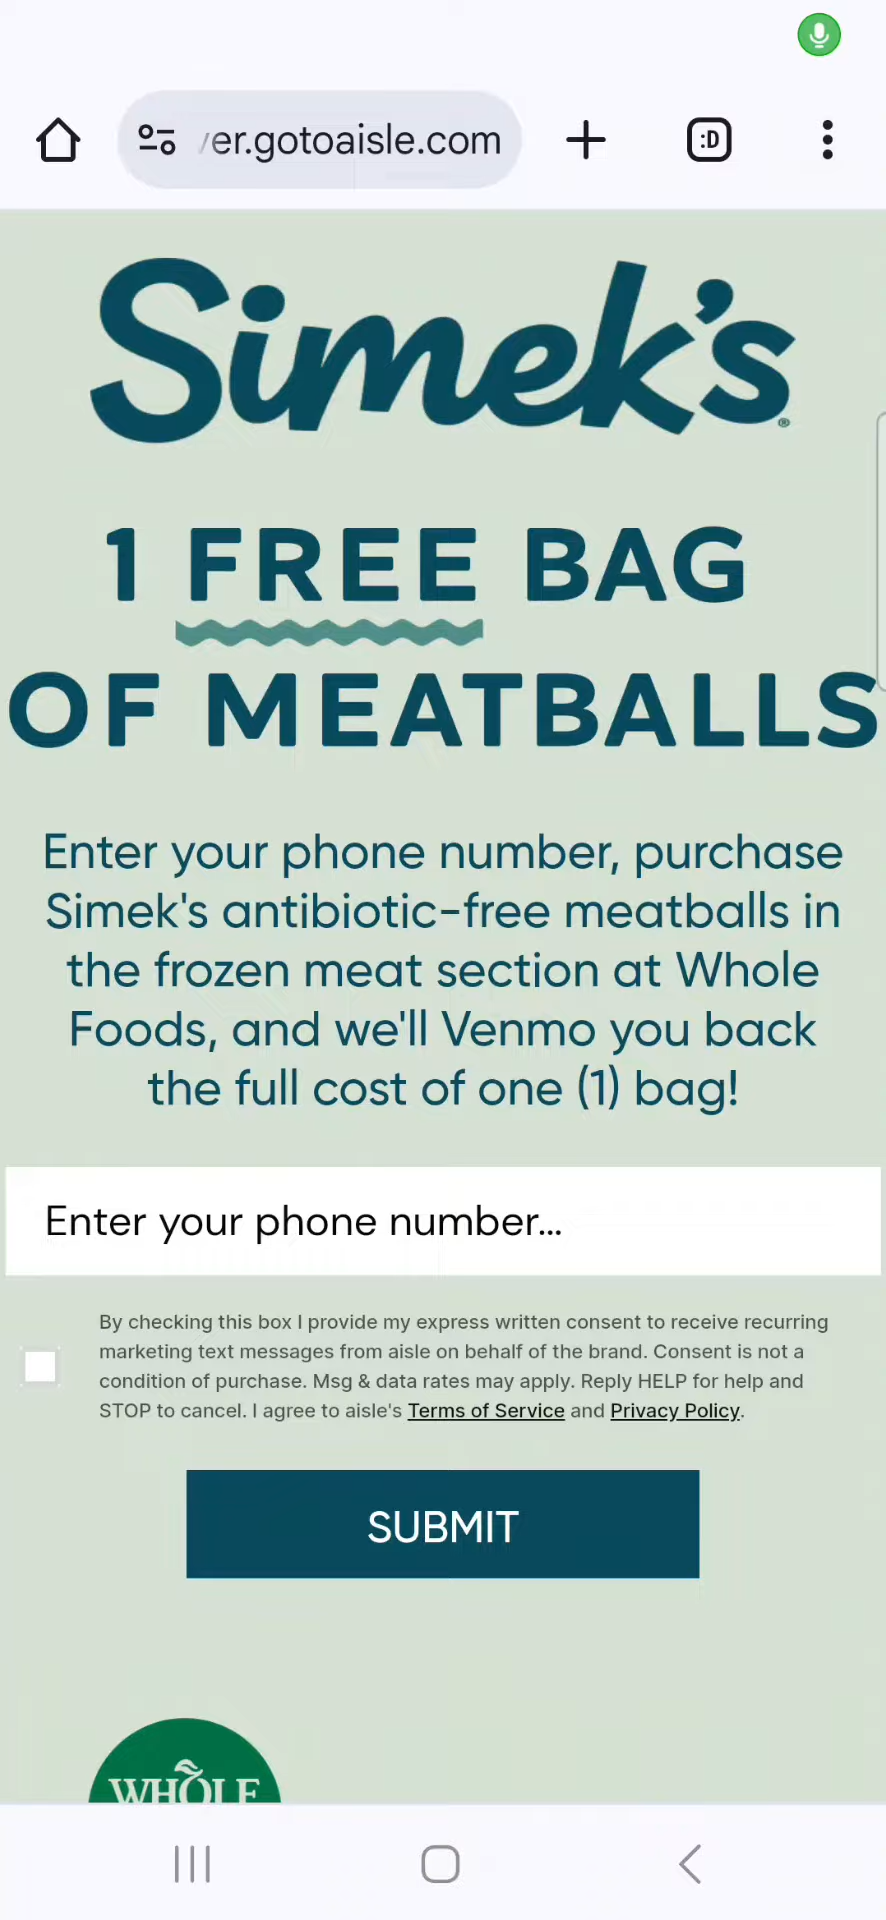 /er.gotoaisle.com
:D
Simek's®
1 FREE BAG
OF MEATBALLS
Enter your phone number, purchase
Simek's antibiotic-free meatballs in
the frozen meat section at Whole
Foods, and we'll Venmo you back
the full cost of one (1) bag!
Enter your phone number...
By checking this box I provide my express written consent to receive recurring
marketing text messages from aisle on behalf of the brand. Consent is not a
condition of purchase. Msg & data rates may apply. Reply HELP for help and
STOP to cancel. I agree to aisle's Terms of Service and Privacy Policy.
SUBMIT
WHOLE